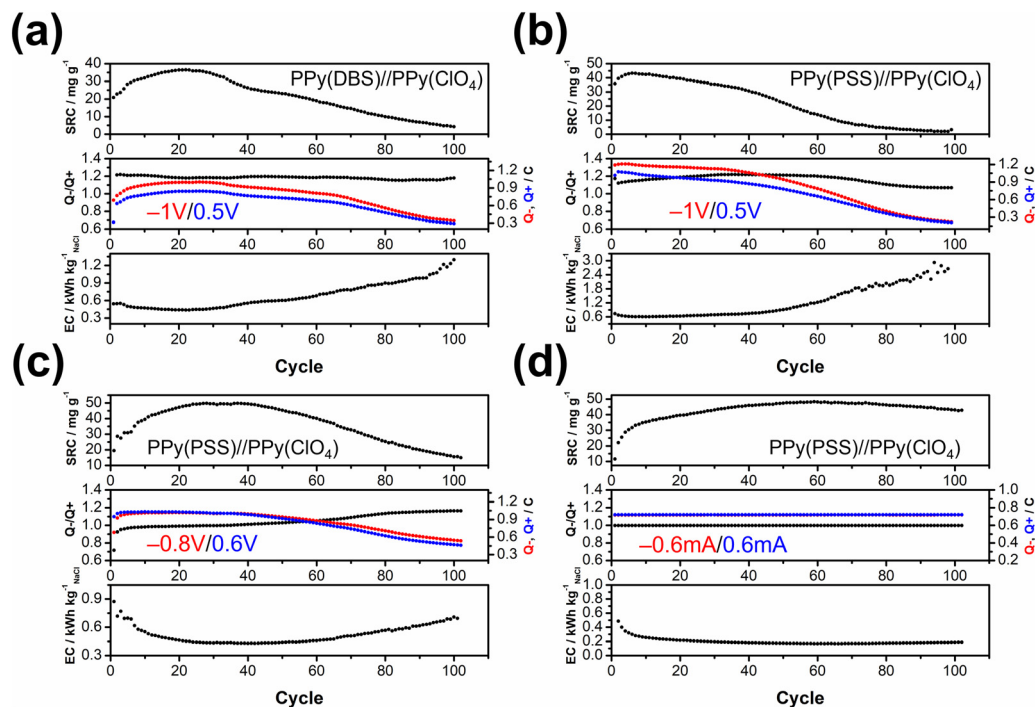 (a)
SRC / mg g⁻¹
40
30
20
10
0
PPy(DBS)//PPy(ClO₄)
Q-/Q+
1.4
1.2
1.0
0.8
0.6
–1V/0.5V
1.2
0.9
0.6
0.3
Q-, Q+ / C
EC / kWh kg⁻¹ NaCl
1.2
0.9
0.6
0.3
0 20 40 60 80 100
Cycle
(b)
SRC / mg g⁻¹
50
40
30
20
10
0
PPy(PSS)//PPy(ClO₄)
Q-/Q+
1.4
1.2
1.0
0.8
0.6
–1V/0.5V
1.2
0.9
0.6
0.3
Q-, Q+ / C
EC / kWh kg⁻¹ NaCl
3.0
2.4
1.8
1.2
0.6
0 20 40 60 80 100
Cycle
(c)
SRC / mg g⁻¹
50
40
30
20
10
PPy(PSS)//PPy(ClO₄)
Q-/Q+
1.4
1.2
1.0
0.8
0.6
–0.8V/0.6V
1.2
0.9
0.6
0.3
Q-, Q+ / C
EC / kWh kg⁻¹ NaCl
0.9
0.6
0.3
0 20 40 60 80 100
Cycle
(d)
SRC / mg g⁻¹
50
40
30
20
10
PPy(PSS)//PPy(ClO₄)
Q-/Q+
1.4
1.2
1.0
0.8
0.6
–0.6mA/0.6mA
1.0
0.8
0.6
0.4
0.2
Q-, Q+ / C
EC / kWh kg⁻¹ NaCl
1.0
0.8
0.6
0.4
0.2
0.0
0 20 40 60 80 100
Cycle